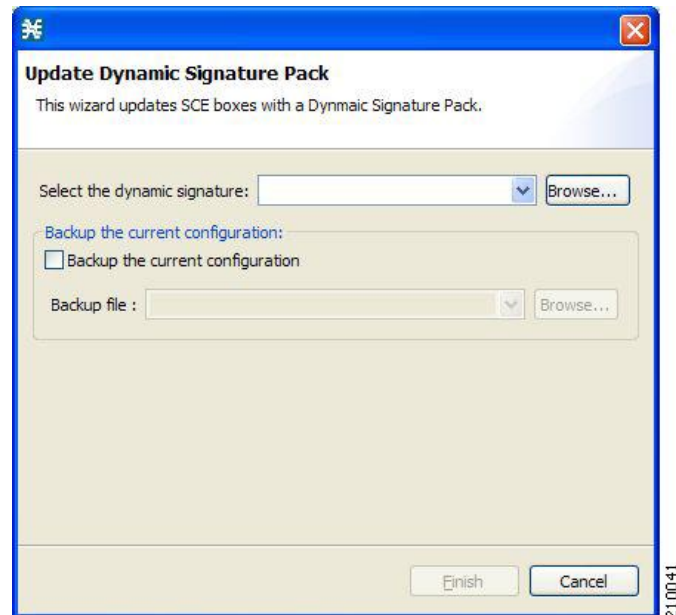 Update Dynamic Signature Pack
This wizard updates SCE boxes with a Dynmaic Signature Pack.
Select the dynamic signature:
Browse...
Backup the current configuration:
Backup the current configuration
Backup file :
Browse...
Finish
Cancel
210041